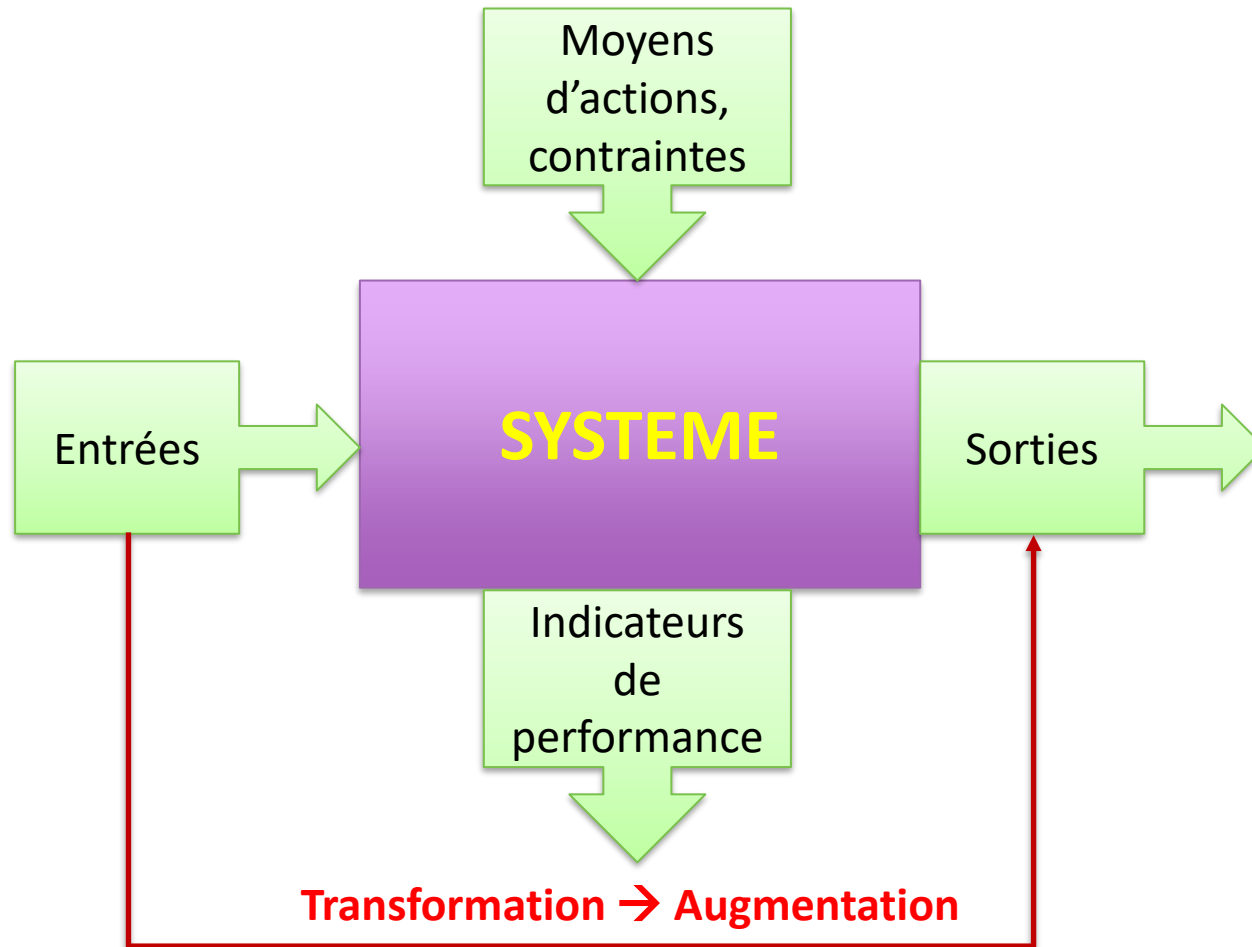 Moyens
d’actions,
contraintes
Entrées
SYSTEME
Sorties
Indicateurs
de
performance
Transformation → Augmentation